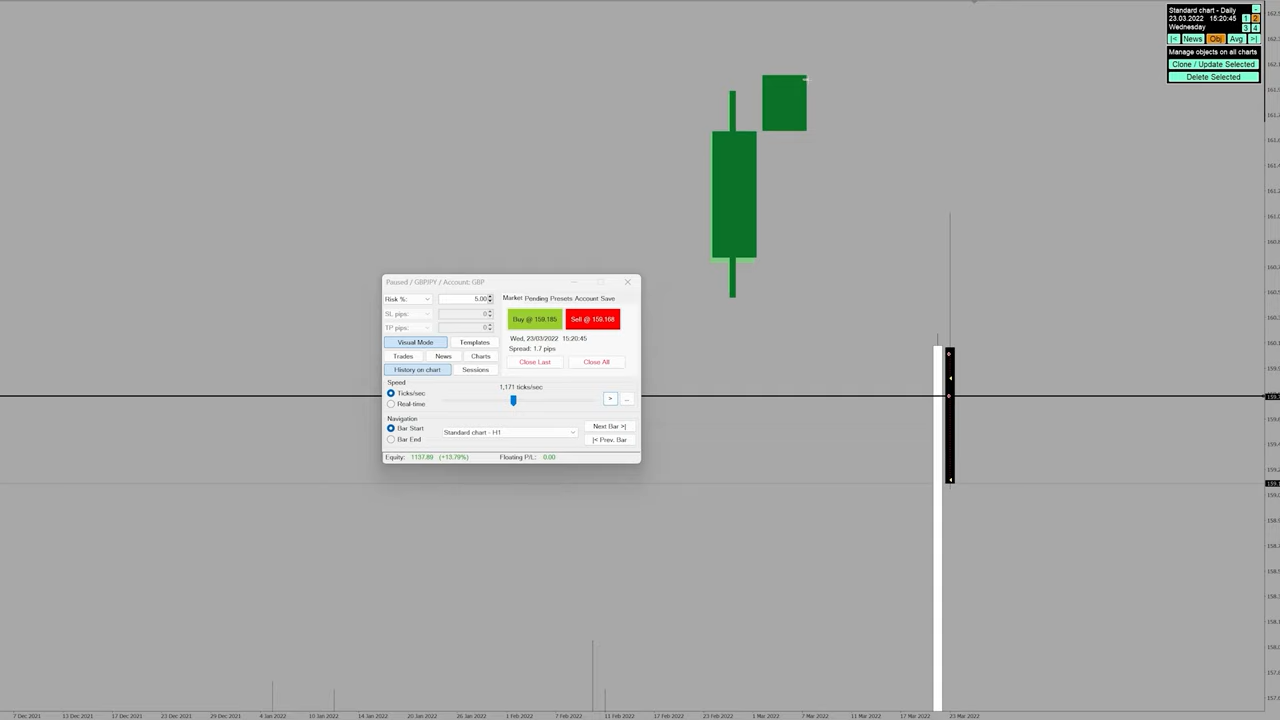 Standard chart - Daily
23.03.2022 15:20:45
Wednesday
1 2
3 4
|< News Obj Avg >|
Manage objects on all charts
Clone / Update Selected
Delete Selected
Paused / GBPJPY / Account: GBP
Risk %: 5.00
SL pips: 0
TP pips: 0
Visual Mode Templates
Trades News Charts
History on chart Sessions
Market Pending Presets Account Save
Buy @ 159.185 Sell @ 159.168
Wed, 23/03/2022 15:20:45
Spread: 1.7 pips
Close Last Close All
Speed
1,171 ticks/sec
Ticks/sec
Real-time
> ...
Navigation
Bar Start
Bar End
Standard chart - H1
Next Bar >|
|< Prev. Bar
Equity: 1137.89 (+13.79%) Floating P/L: 0.00
7 Dec 2021 13 Dec 2021 17 Dec 2021 23 Dec 2021 29 Dec 2021 4 Jan 2022 10 Jan 2022 14 Jan 2022 20 Jan 2022 26 Jan 2022 1 Feb 2022 7 Feb 2022 11 Feb 2022 17 Feb 2022 23 Feb 2022 1 Mar 2022 7 Mar 2022 11 Mar 2022 17 Mar 2022 23 Mar 2022